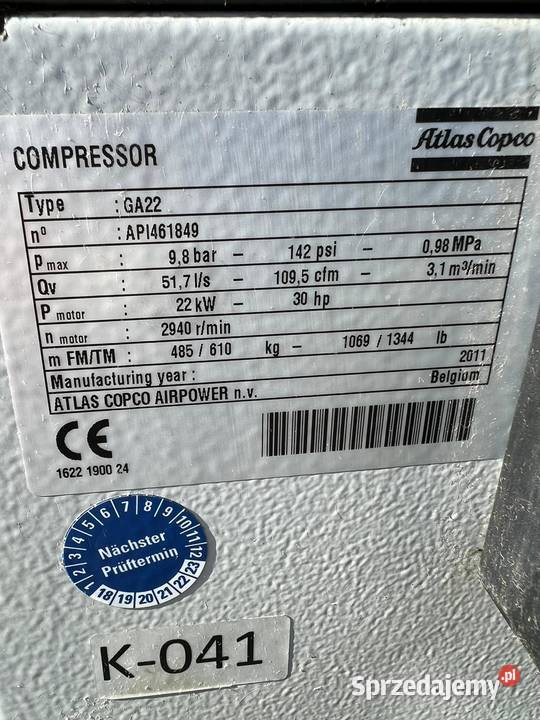 Atlas Copco
COMPRESSOR
Type : GA22
nº : API461849
P max : 9,8 bar – 142 psi – 0,98 MPa
Qv : 51,7 l/s – 109,5 cfm – 3,1 m³/min
P motor : 22 kW – 30 hp
n motor : 2940 r/min
m FM/TM : 485 / 610 kg – 1069 / 1344 lb
Manufacturing year : 2011
ATLAS COPCO AIRPOWER n.v. Belgium
CE
1622 1900 24
1 2 3 4 5 6 7 8 9 10 11 12
Nächster
Prüftermin
18 19 20 21 22 23
K-041
Sprzedajemy.pl